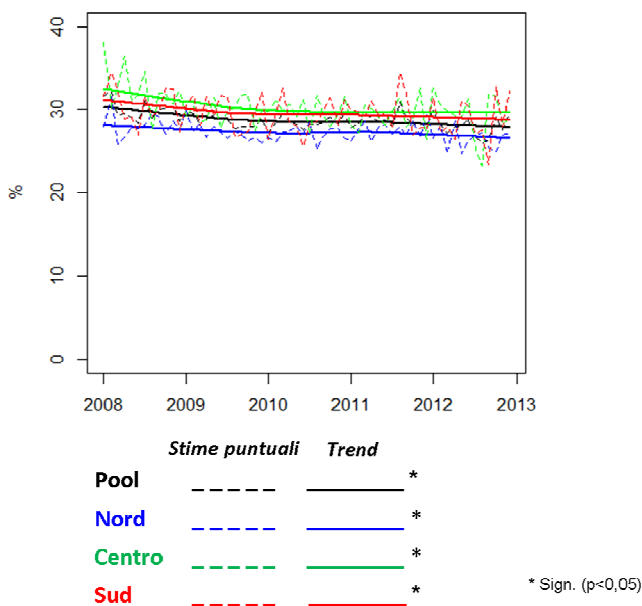 40
30
20
10
0
%
2008 2009 2010 2011 2012 2013
Stime puntuali Trend
Pool *
Nord *
Centro *
Sud *
* Sign. (p<0,05)